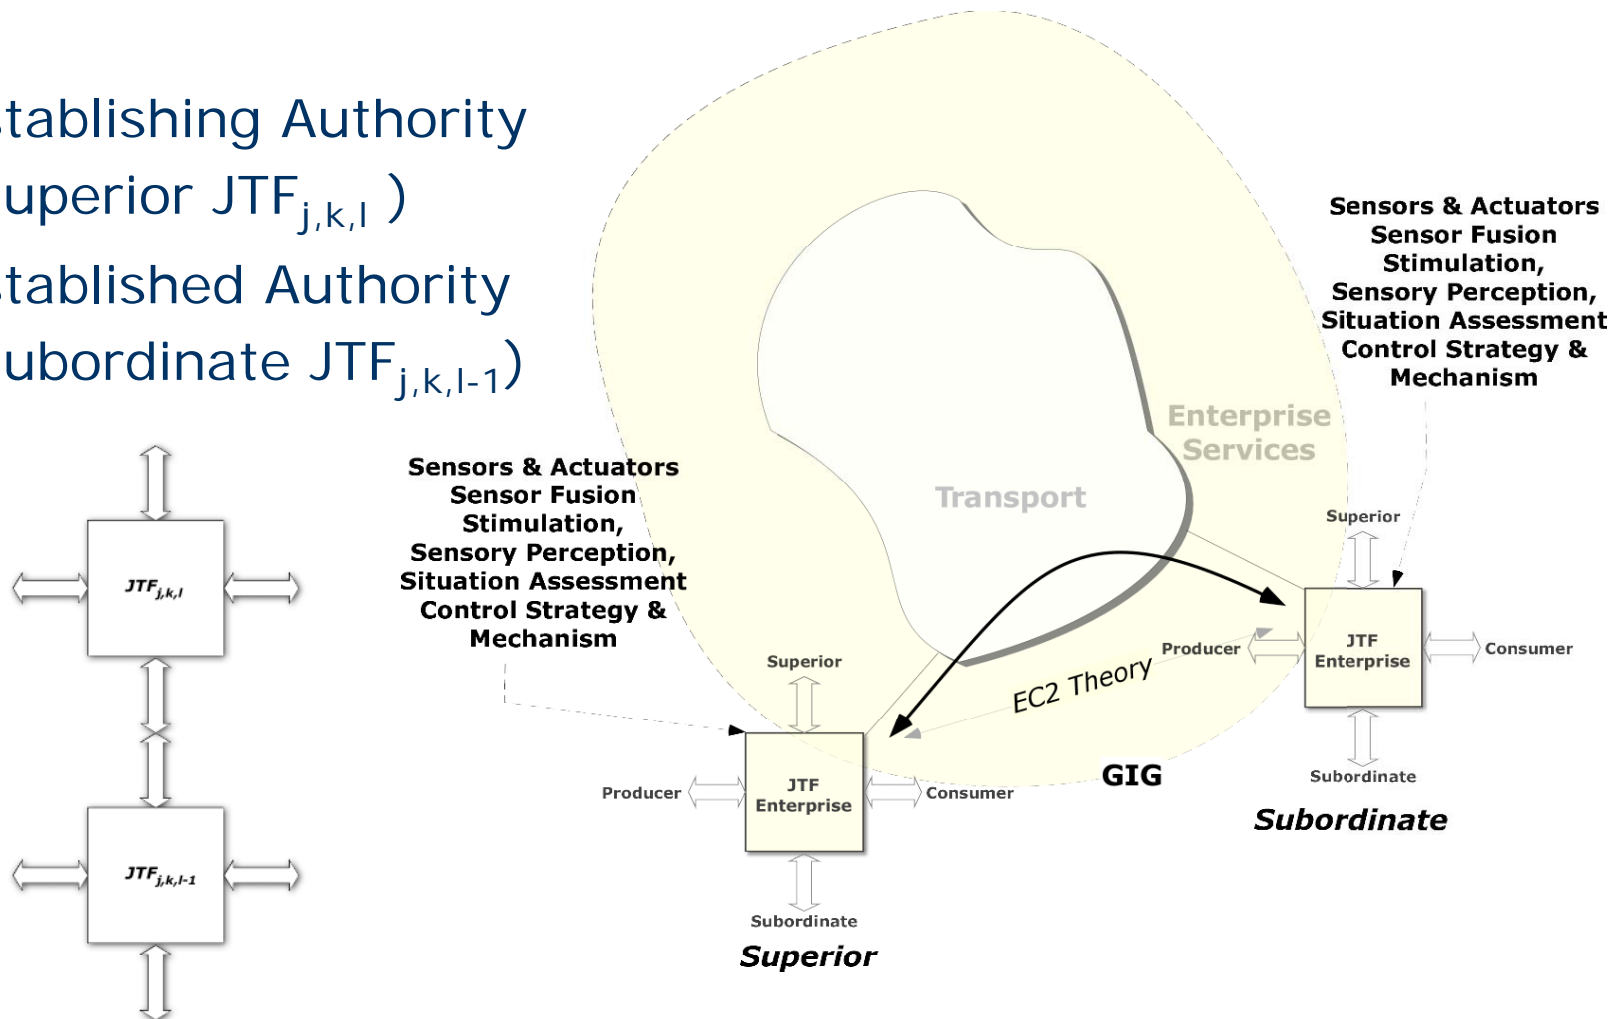 stablishing Authority
uperior JTFj,k,l )
stablished Authority
ubordinate JTFj,k,l-1)
JTFj,k,l
JTFj,k,l-1
Sensors & Actuators
Sensor Fusion
Stimulation,
Sensory Perception,
Situation Assessment
Control Strategy &
Mechanism
Transport
Enterprise
Services
Sensors & Actuators
Sensor Fusion
Stimulation,
Sensory Perception,
Situation Assessment
Control Strategy &
Mechanism
Superior
Producer
JTF
Enterprise
Consumer
Subordinate
Subordinate
EC2 Theory
GIG
Superior
Producer
JTF
Enterprise
Consumer
Subordinate
Superior